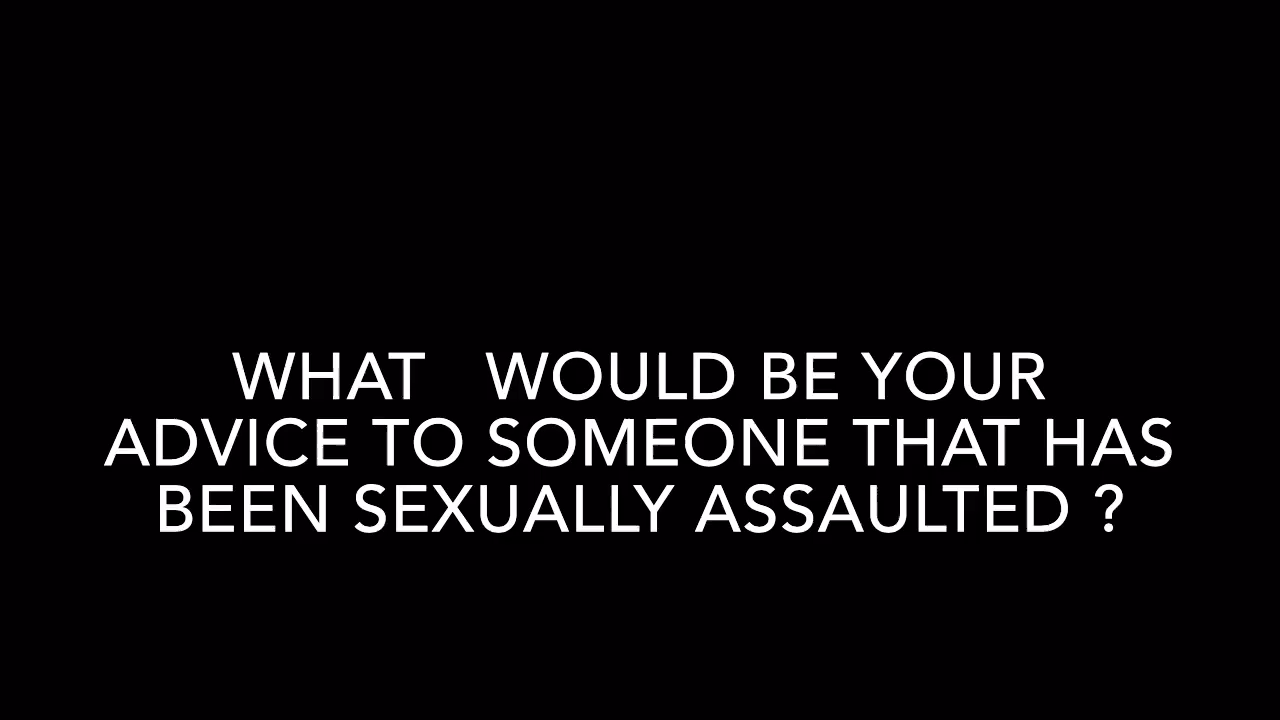 WHAT WOULD BE YOUR
ADVICE TO SOMEONE THAT HAS
BEEN SEXUALLY ASSAULTED ?